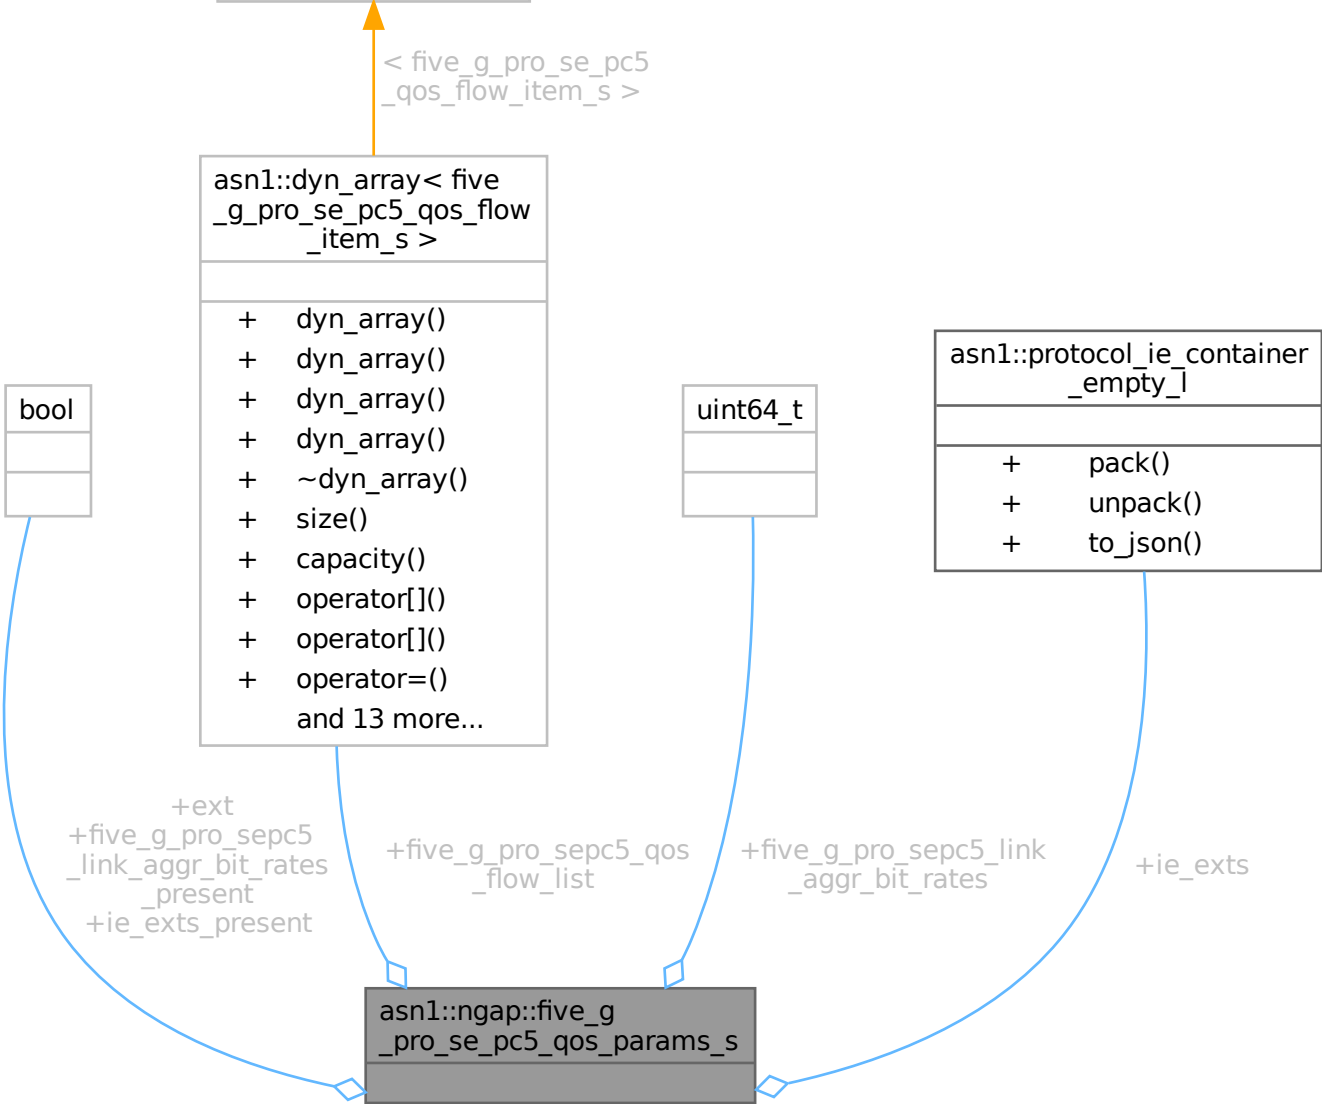 < five_g_pro_se_pc5
_qos_flow_item_s >
asn1::dyn_array< five
_g_pro_se_pc5_qos_flow
_item_s >
+ dyn_array()
+ dyn_array()
+ dyn_array()
+ dyn_array()
+ ~dyn_array()
+ size()
+ capacity()
+ operator[]()
+ operator[]()
+ operator=()
and 13 more...
bool
uint64_t
asn1::protocol_ie_container
_empty_l
+ pack()
+ unpack()
+ to_json()
+ext
+five_g_pro_sepc5
_link_aggr_bit_rates
_present
+ie_exts_present
+five_g_pro_sepc5_qos
_flow_list
+five_g_pro_sepc5_link
_aggr_bit_rates
+ie_exts
asn1::ngap::five_g
_pro_se_pc5_qos_params_s